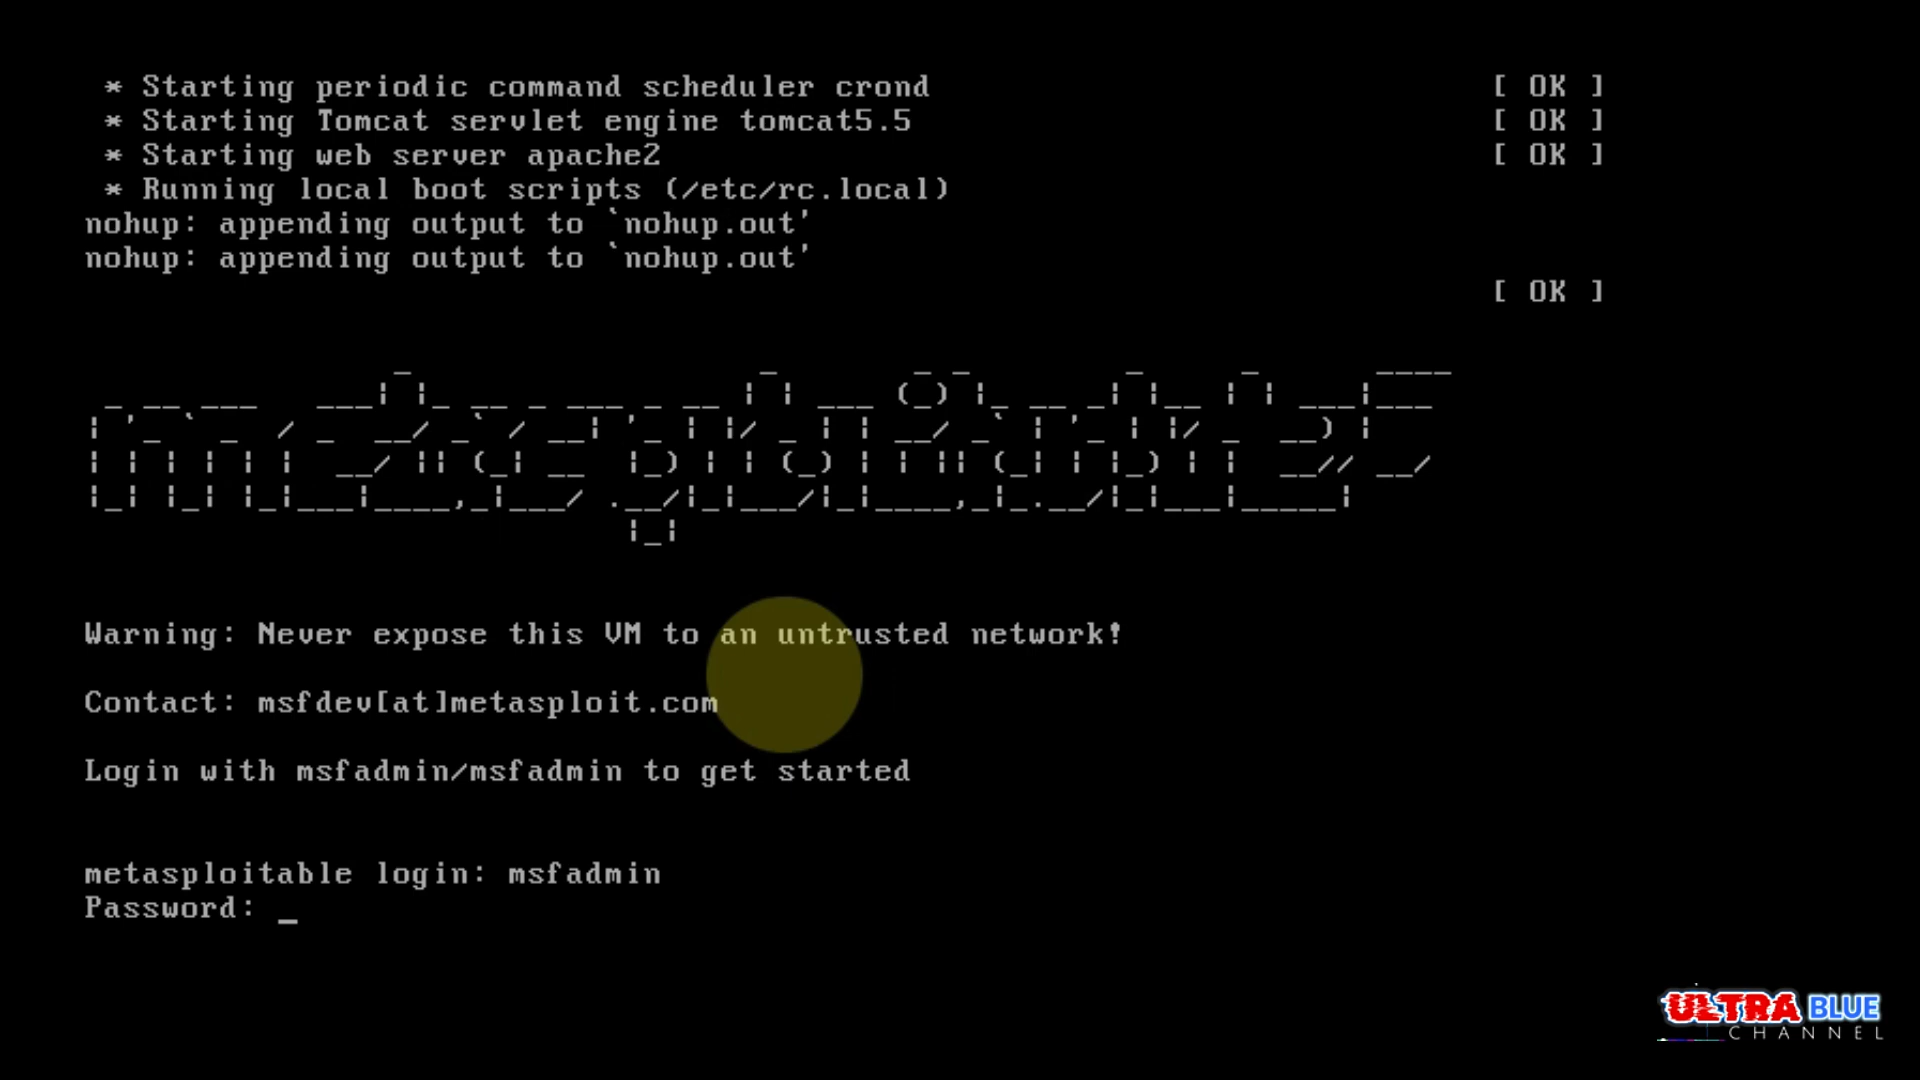 * Starting periodic command scheduler crond [ OK ]
* Starting Tomcat servlet engine tomcat5.5 [ OK ]
* Starting web server apache2 [ OK ]
* Running local boot scripts (/etc/rc.local)
nohup: appending output to `nohup.out'
nohup: appending output to `nohup.out'
[ OK ]
metasploitable2
Warning: Never expose this VM to an untrusted network!
Contact: msfdev[at]metasploit.com
Login with msfadmin/msfadmin to get started
metasploitable login: msfadmin
Password: _
ULTRA BLUE
CHANNEL